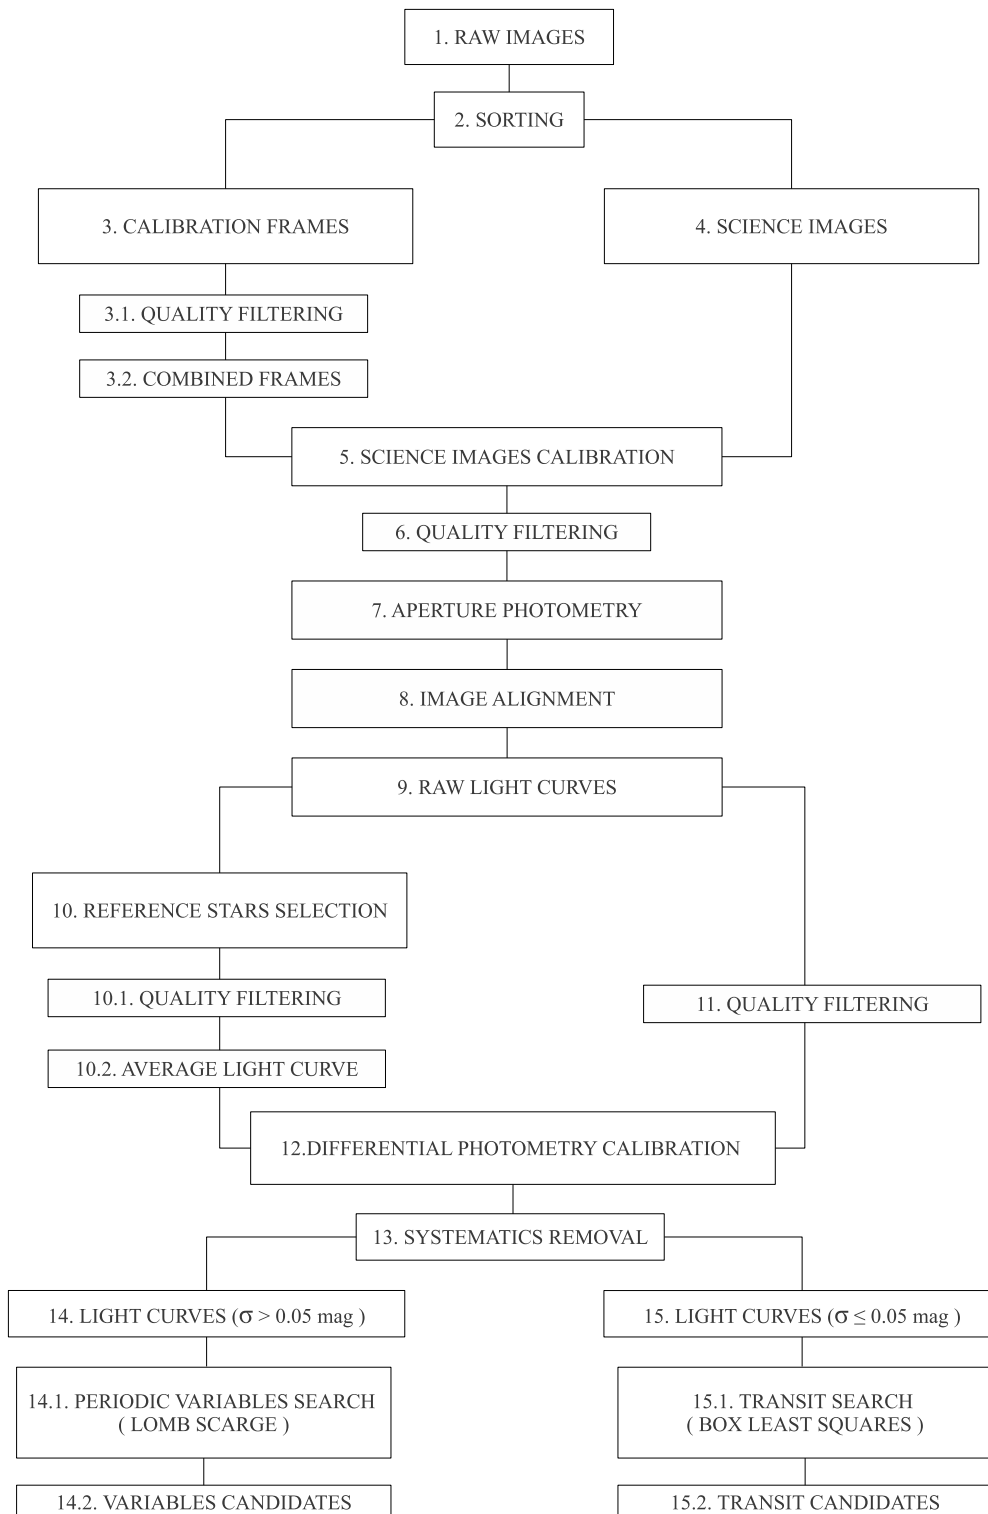 1. RAW IMAGES
2. SORTING
3. CALIBRATION FRAMES
4. SCIENCE IMAGES
3.1. QUALITY FILTERING
3.2. COMBINED FRAMES
5. SCIENCE IMAGES CALIBRATION
6. QUALITY FILTERING
7. APERTURE PHOTOMETRY
8. IMAGE ALIGNMENT
9. RAW LIGHT CURVES
10. REFERENCE STARS SELECTION
10.1. QUALITY FILTERING
11. QUALITY FILTERING
10.2. AVERAGE LIGHT CURVE
12.DIFFERENTIAL PHOTOMETRY CALIBRATION
13. SYSTEMATICS REMOVAL
14. LIGHT CURVES (σ > 0.05 mag )
15. LIGHT CURVES (σ ≤ 0.05 mag )
14.1. PERIODIC VARIABLES SEARCH
( LOMB SCARGE )
15.1. TRANSIT SEARCH
( BOX LEAST SQUARES )
14.2. VARIABLES CANDIDATES
15.2. TRANSIT CANDIDATES